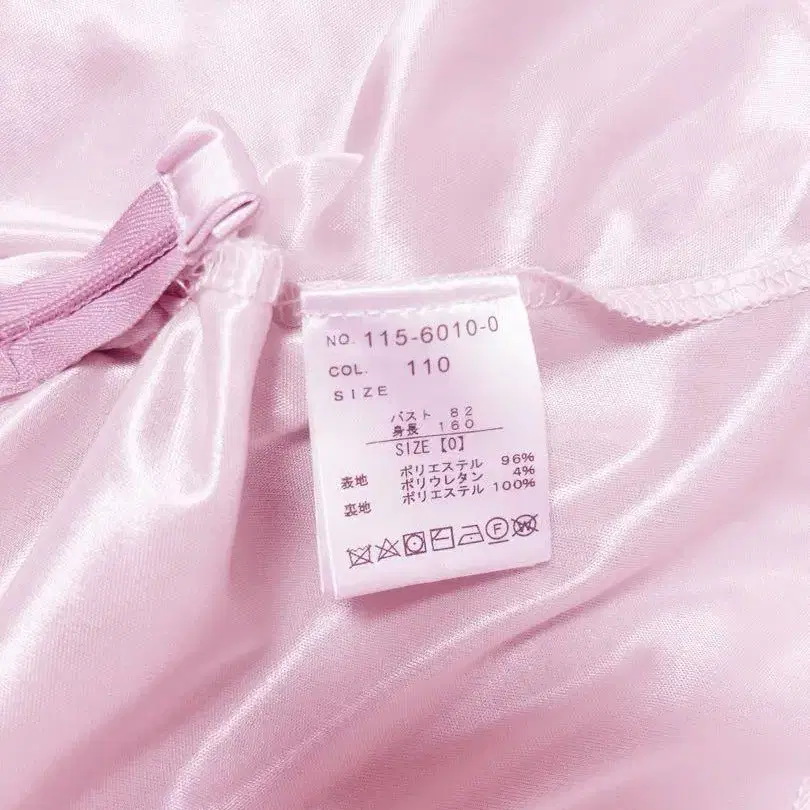 NO. 115-6010-0
COL. 110
SIZE
バスト 82
身長 160
SIZE【0】
表地 ポリエステル 96%
ポリウレタン 4%
裏地 ポリエステル 100%
F W